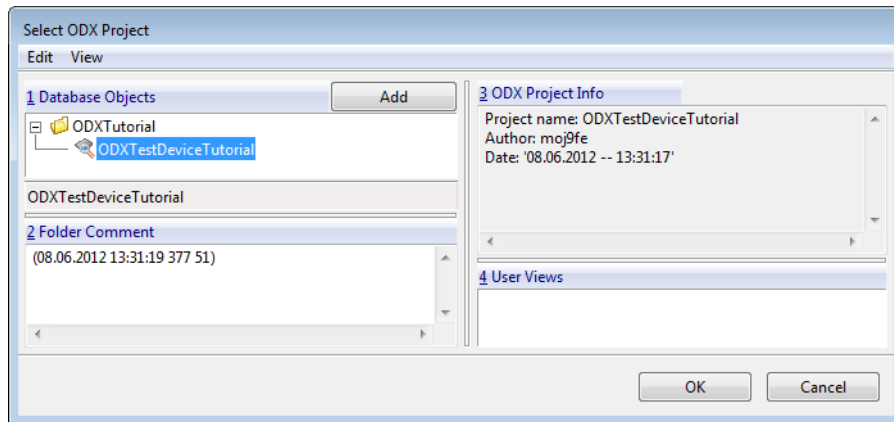 Select ODX Project
Edit View
1 Database Objects
Add
ODXTutorial
ODXTestDeviceTutorial
ODXTestDeviceTutorial
2 Folder Comment
(08.06.2012 13:31:19 377 51)
3 ODX Project Info
Project name: ODXTestDeviceTutorial
Author: moj9fe
Date: '08.06.2012 -- 13:31:17'
4 User Views
OK
Cancel